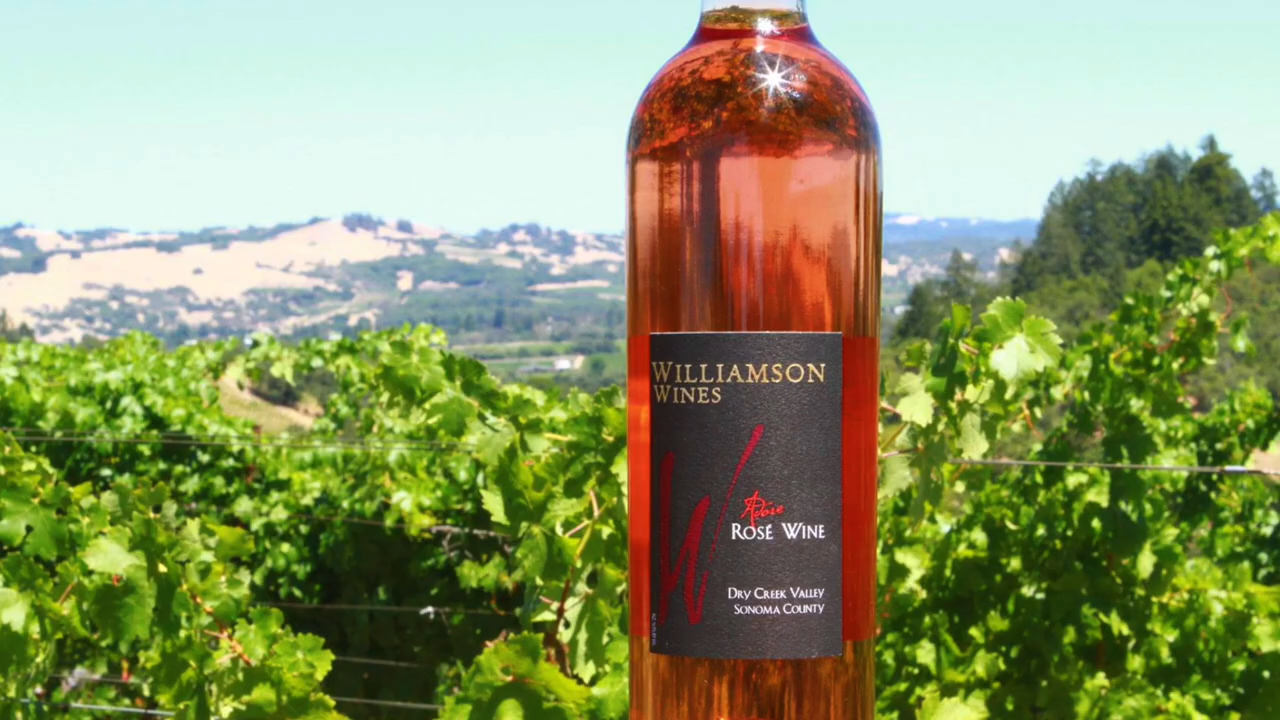 WILLIAMSON
WINES
W
Adore
ROSÉ WINE
DRY CREEK VALLEY
SONOMA COUNTY